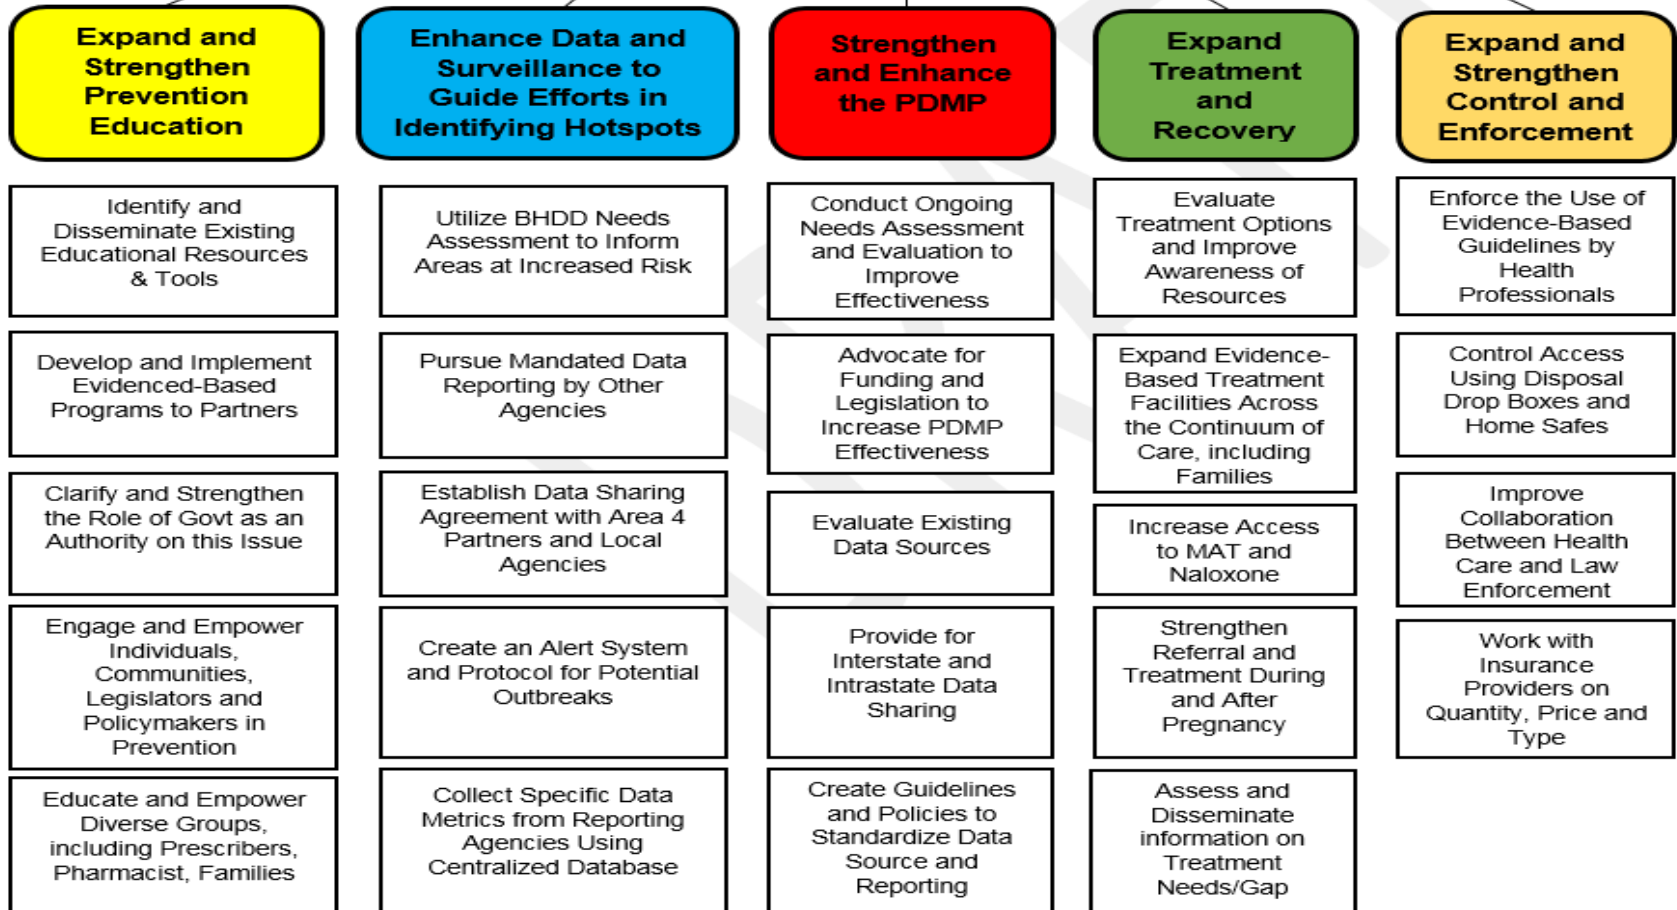 Expand and
Strengthen
Prevention
Education
Identify and
Disseminate Existing
Educational Resources
& Tools
Develop and Implement
Evidenced-Based
Programs to Partners
Clarify and Strengthen
the Role of Govt as an
Authority on this Issue
Engage and Empower
Individuals,
Communities,
Legislators and
Policymakers in
Prevention
Educate and Empower
Diverse Groups,
including Prescribers,
Pharmacist, Families
Enhance Data and
Surveillance to
Guide Efforts in
Identifying Hotspots
Utilize BHDD Needs
Assessment to Inform
Areas at Increased Risk
Pursue Mandated Data
Reporting by Other
Agencies
Establish Data Sharing
Agreement with Area 4
Partners and Local
Agencies
Create an Alert System
and Protocol for Potential
Outbreaks
Collect Specific Data
Metrics from Reporting
Agencies Using
Centralized Database
Strengthen
and Enhance
the PDMP
Conduct Ongoing
Needs Assessment
and Evaluation to
Improve
Effectiveness
Advocate for
Funding and
Legislation to
Increase PDMP
Effectiveness
Evaluate Existing
Data Sources
Provide for
Interstate and
Intrastate Data
Sharing
Create Guidelines
and Policies to
Standardize Data
Source and
Reporting
Expand
Treatment
and
Recovery
Evaluate
Treatment Options
and Improve
Awareness of
Resources
Expand Evidence-
Based Treatment
Facilities Across
the Continuum of
Care, including
Families
Increase Access
to MAT and
Naloxone
Strengthen
Referral and
Treatment During
and After
Pregnancy
Assess and
Disseminate
information on
Treatment
Needs/Gap
Expand and
Strengthen
Control and
Enforcement
Enforce the Use of
Evidence-Based
Guidelines by
Health
Professionals
Control Access
Using Disposal
Drop Boxes and
Home Safes
Improve
Collaboration
Between Health
Care and Law
Enforcement
Work with
Insurance
Providers on
Quantity, Price and
Type